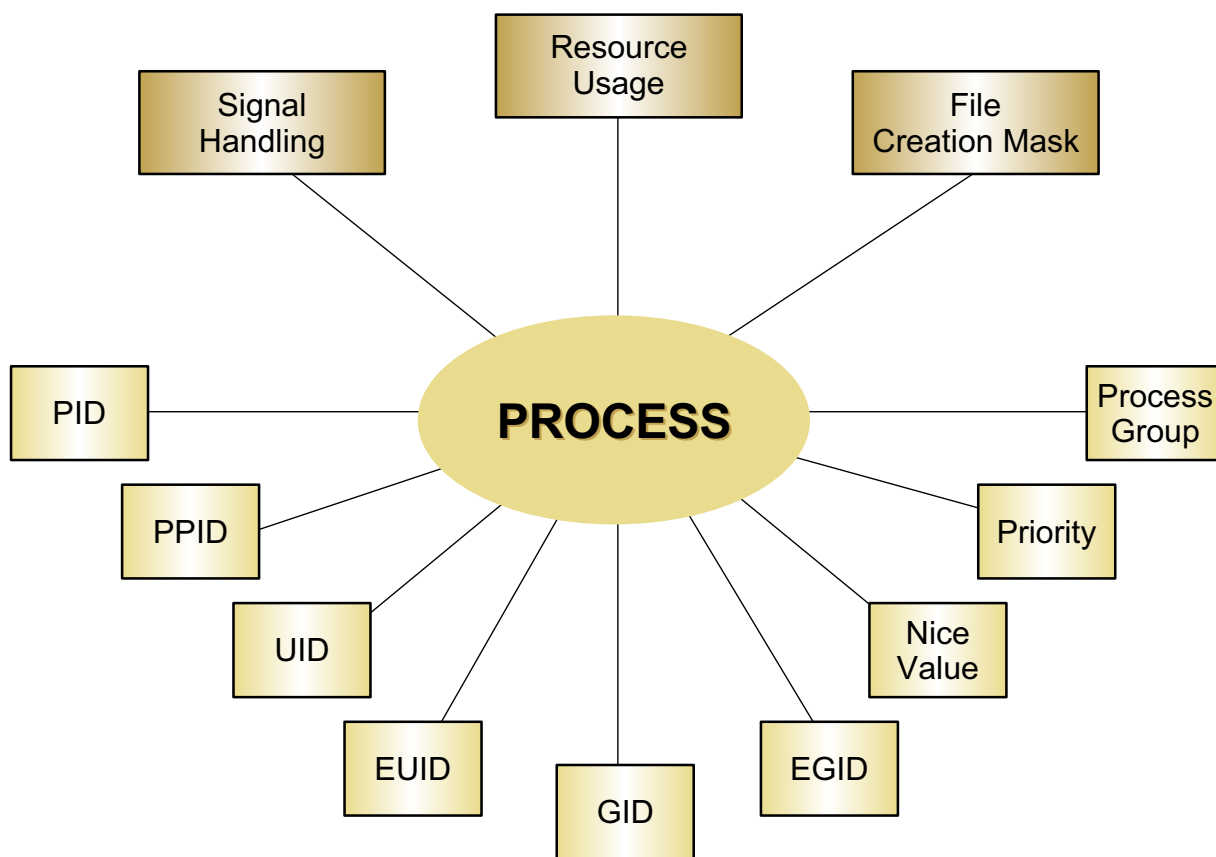 Resource
Usage
Signal
Handling
File
Creation Mask
PID
PROCESS
Process
Group
PPID
Priority
UID
Nice
Value
EUID
GID
EGID